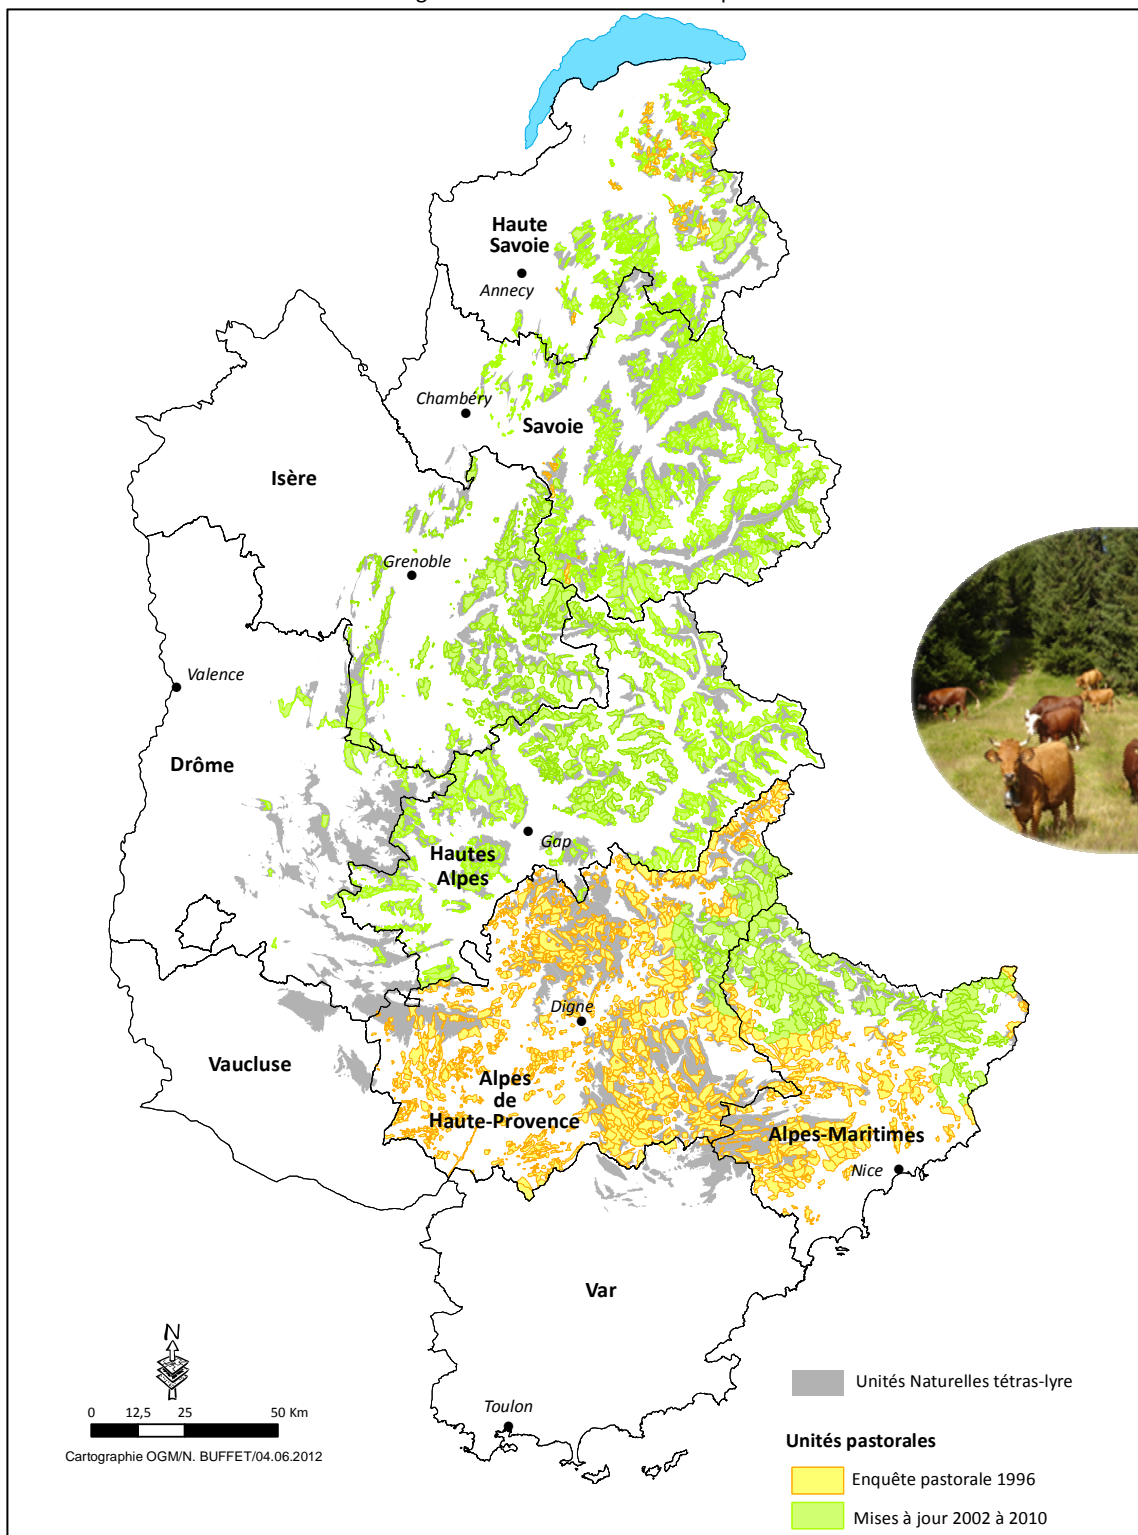 Haute
Savoie
Annecy
Chambéry
Savoie
Isère
Grenoble
Valence
Drôme
Gap
Hautes
Alpes
Digne
Vaucluse
Alpes
de
Haute-Provence
Alpes-Maritimes
Nice
Var
N
Toulon
0 12,5 25 50 Km
Cartographie OGM/N. BUFFET/04.06.2012
Unités Naturelles tétras-lyre
Unités pastorales
Enquête pastorale 1996
Mises à jour 2002 à 2010